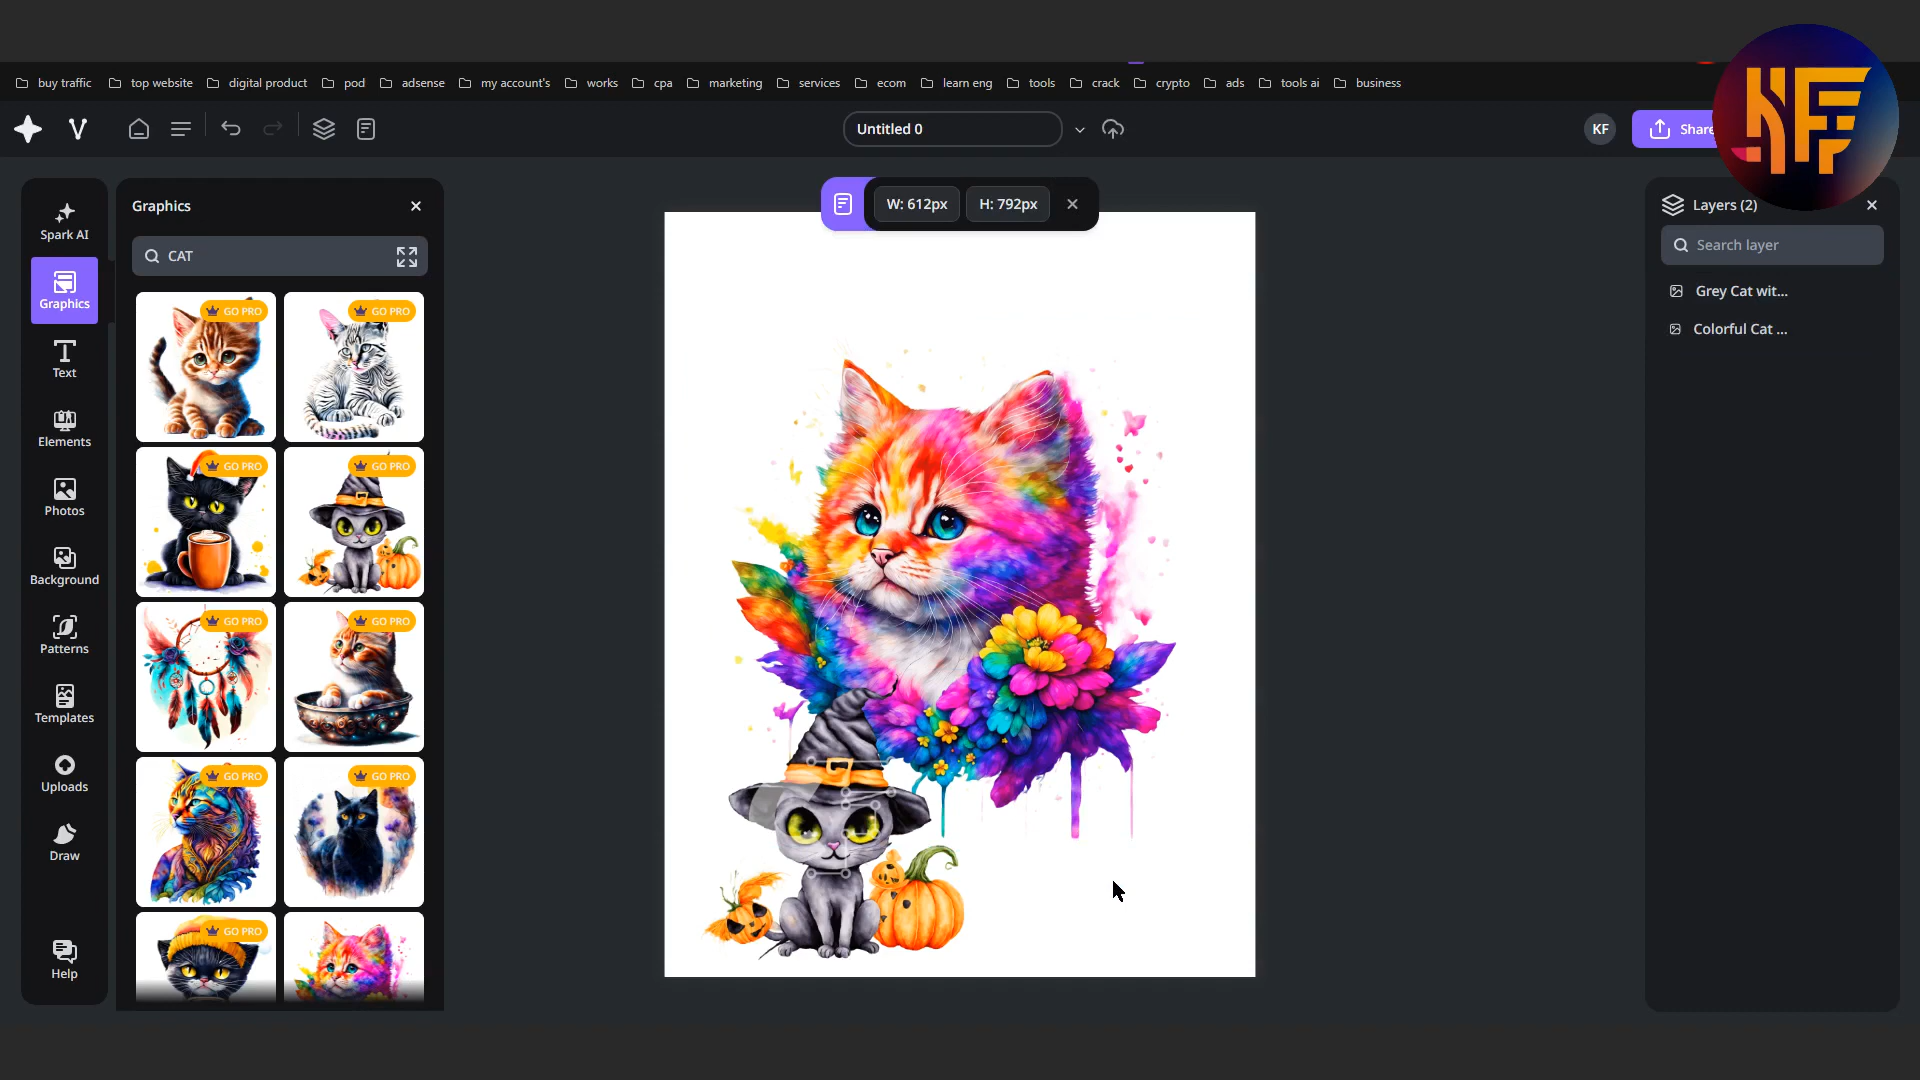 buy traffic top website digital product pod adsense my account's works cpa marketing services ecom learn eng tools crack crypto ads tools ai business
Untitled 0
KF
Share
KFF
W: 612px H: 792px
Spark AI
Graphics
Text
Elements
Photos
Background
Patterns
Templates
Uploads
Draw
Help
Graphics
CAT
GO PRO GO PRO
GO PRO GO PRO
GO PRO GO PRO
GO PRO GO PRO
GO PRO
Layers (2)
Search layer
Grey Cat wit...
Colorful Cat ...